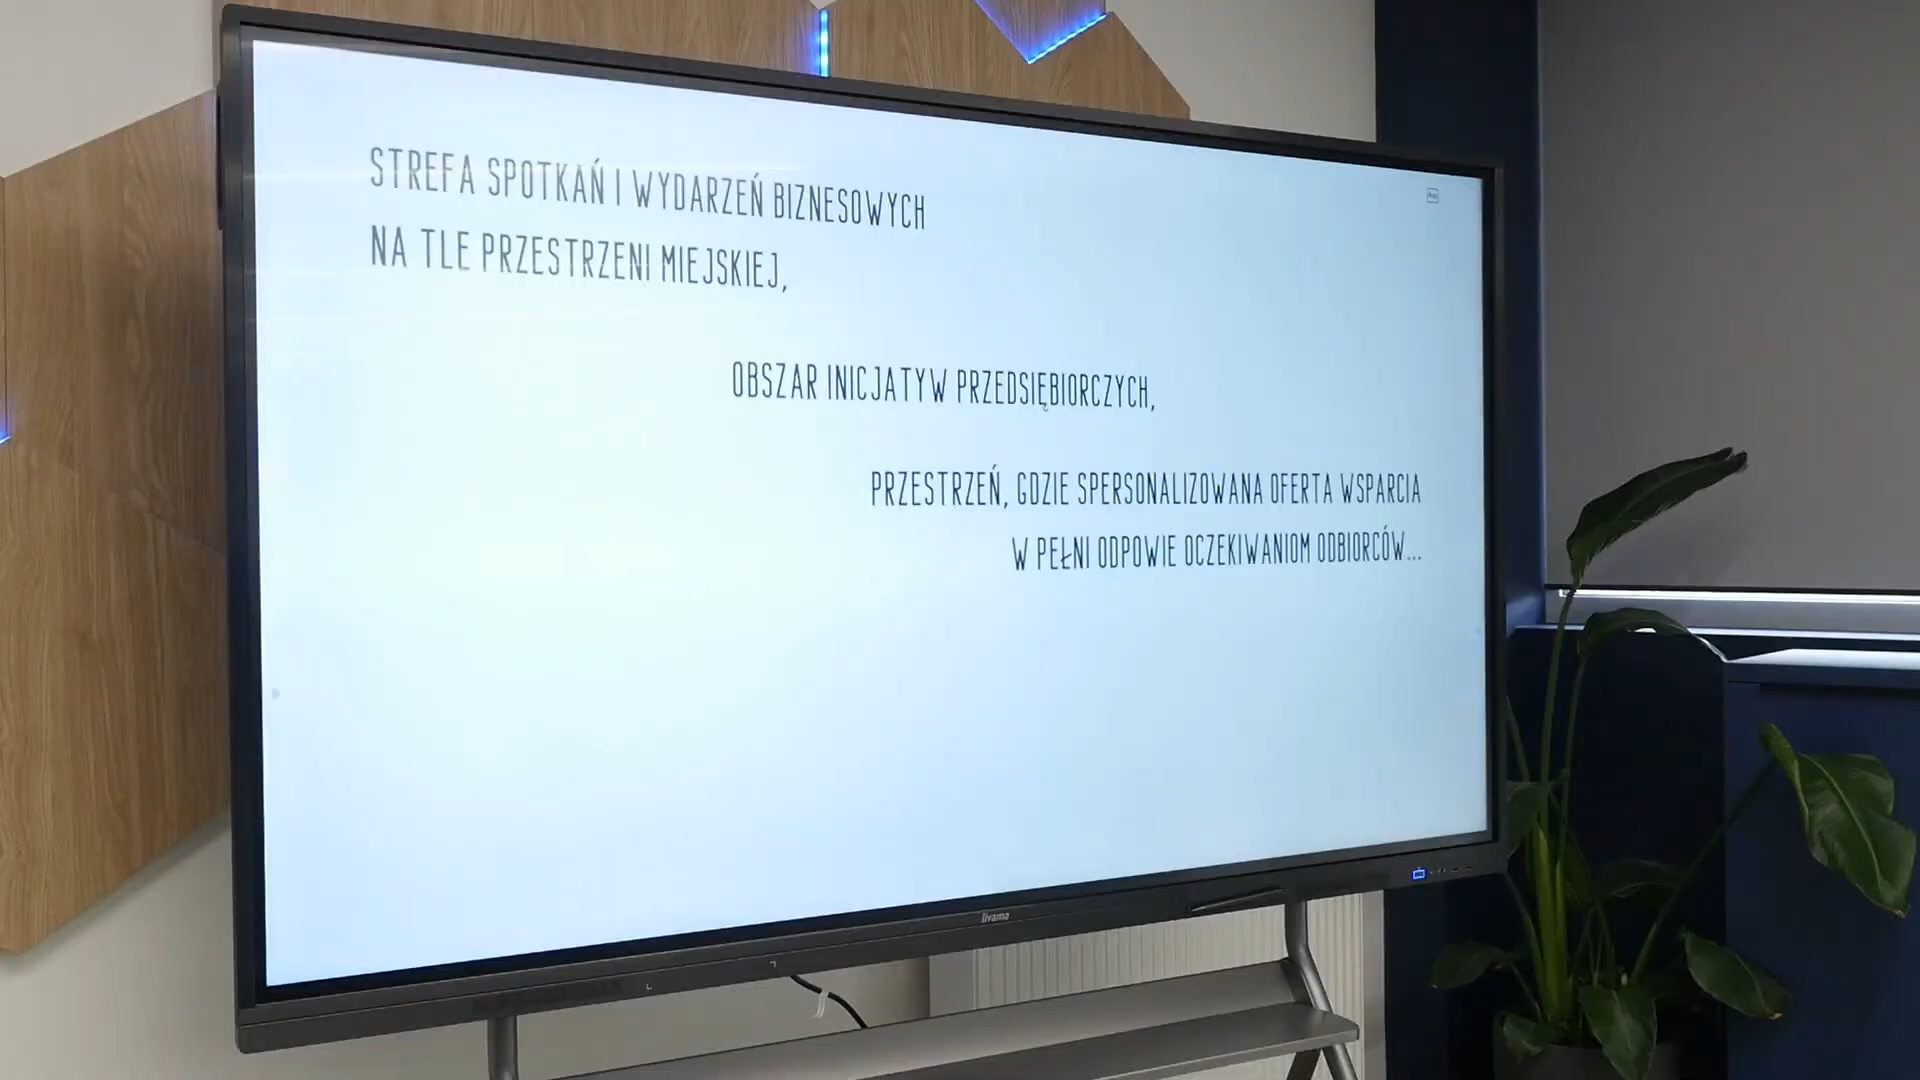 STREFA SPOTKAŃ I WYDARZEŃ BIZNESOWYCH
NA TLE PRZESTRZENI MIEJSKIEJ,
OBSZAR INICJATYW PRZEDSIĘBIORCZYCH,
PRZESTRZEŃ, GDZIE SPERSONALIZOWANA OFERTA WSPARCIA
W PEŁNI ODPOWIE OCZEKIWANIOM ODBIORCÓW...
iiyama